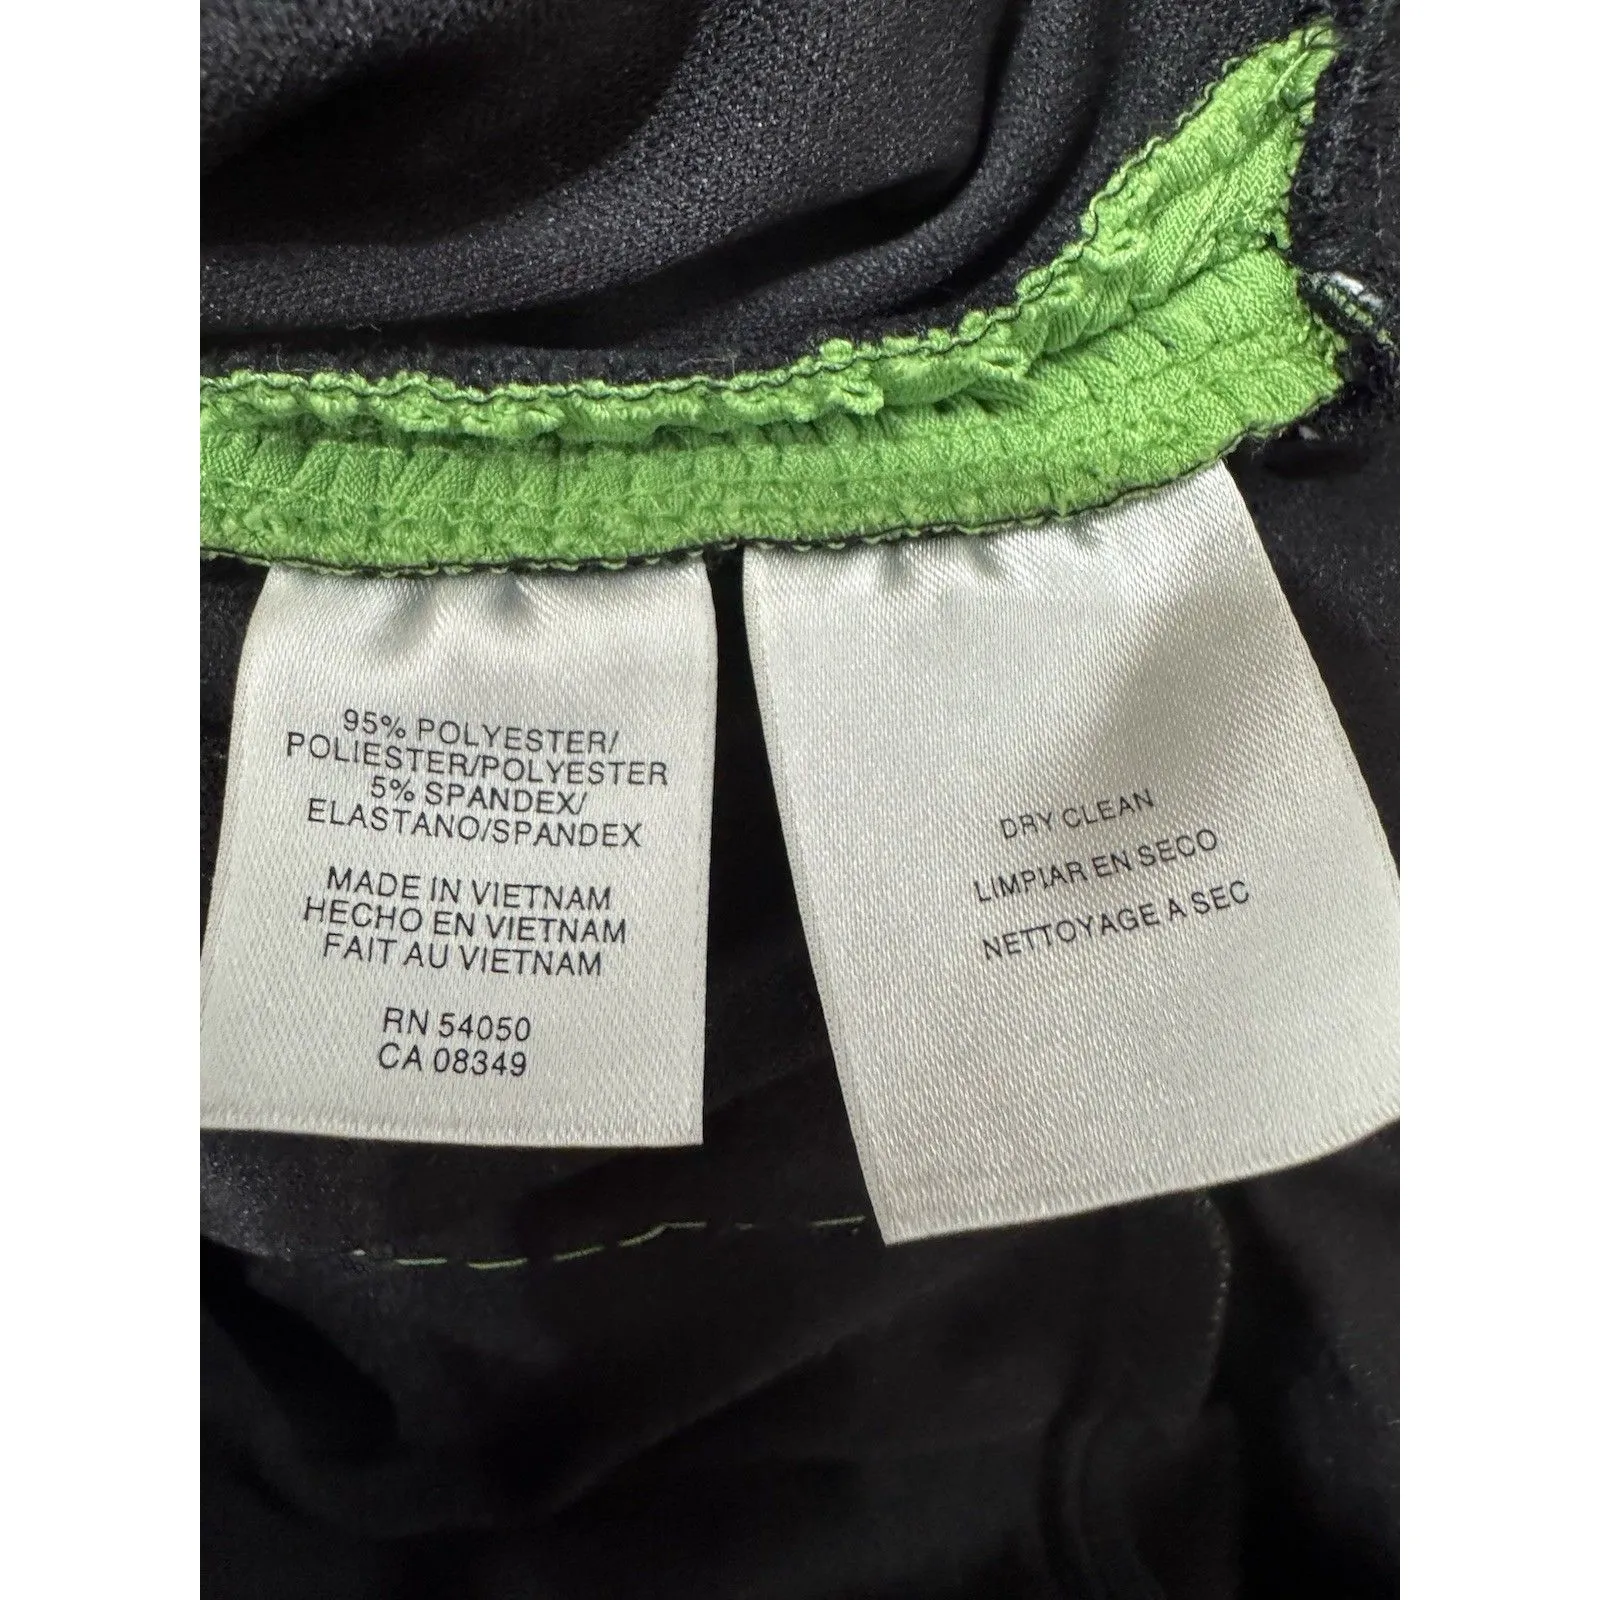 95% POLYESTER/
POLIESTER/POLYESTER
5% SPANDEX/
ELASTANO/SPANDEX
MADE IN VIETNAM
HECHO EN VIETNAM
FAIT AU VIETNAM
RN 54050
CA 08349
DRY CLEAN
LIMPIAR EN SECO
NETTOYAGE A SEC